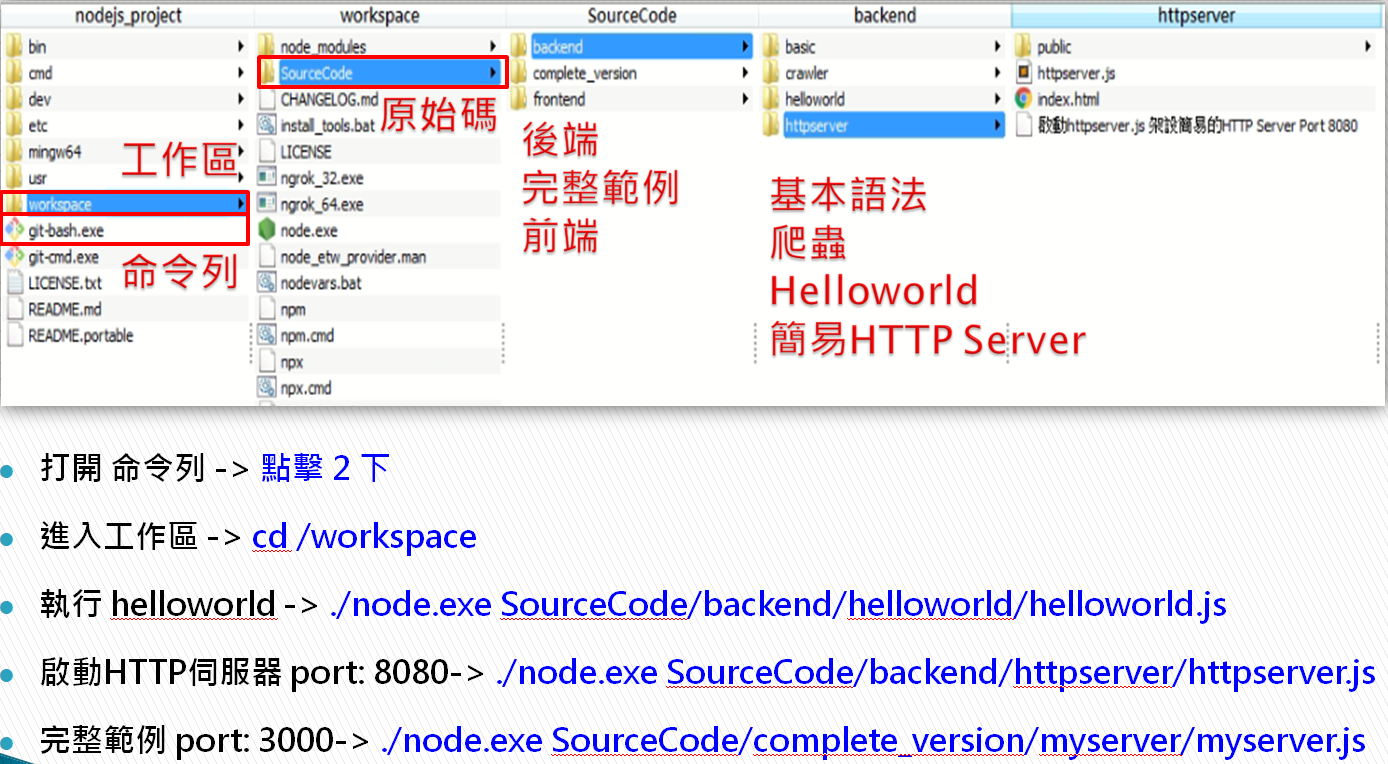 nodejs_project
bin
cmd
dev
etc
mingw64
usr
workspace
git-bash.exe
git-cmd.exe
LICENSE.txt
README.md
README.portable
工作區
命令列
workspace
node_modules
SourceCode
CHANGELOG.md
install_tools.bat
LICENSE
ngrok_32.exe
ngrok_64.exe
node.exe
node_etw_provider.man
nodevars.bat
npm
npm.cmd
npx
npx.cmd
原始碼
SourceCode
backend
complete_version
frontend
後端
完整範例
前端
backend
basic
crawler
helloworld
httpserver
基本語法
爬蟲
Helloworld
簡易HTTP Server
httpserver
public
httpserver.js
index.html
啟動httpserver.js 架設簡易的HTTP Server Port 8080
打開 命令列 -> 點擊 2 下
進入工作區 -> cd /workspace
執行 helloworld -> ./node.exe SourceCode/backend/helloworld/helloworld.js
啟動HTTP伺服器 port: 8080-> ./node.exe SourceCode/backend/httpserver/httpserver.js
完整範例 port: 3000-> ./node.exe SourceCode/complete_version/myserver/myserver.js